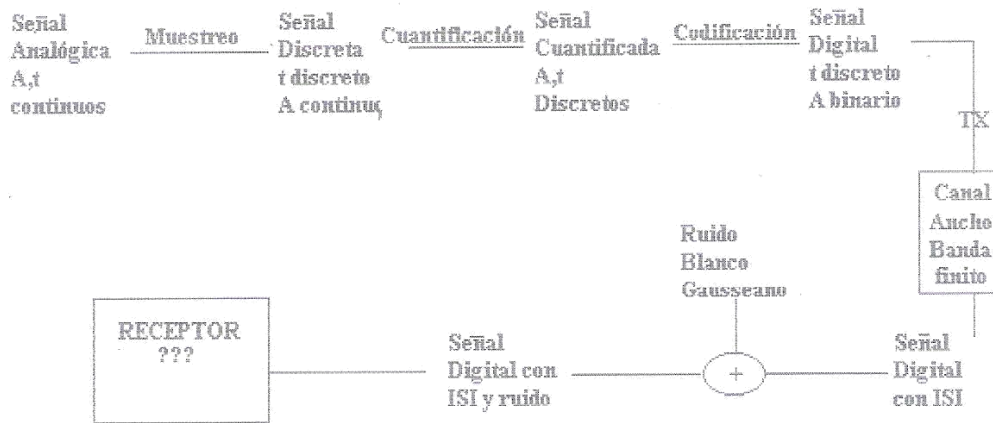 Señal
Analógica
A,t
continuos
Muestreo
Señal
Discreta
t discreto
A continuo
Cuantificación
Señal
Cuantificada
A,t
Discretos
Codificación
Señal
Digital
t discreto
A binario
TX
Canal
Ancho
Banda
finito
Ruido
Blanco
Gausseano
Señal
Digital
con ISI
+
Señal
Digital con
ISI y ruido
RECEPTOR
???